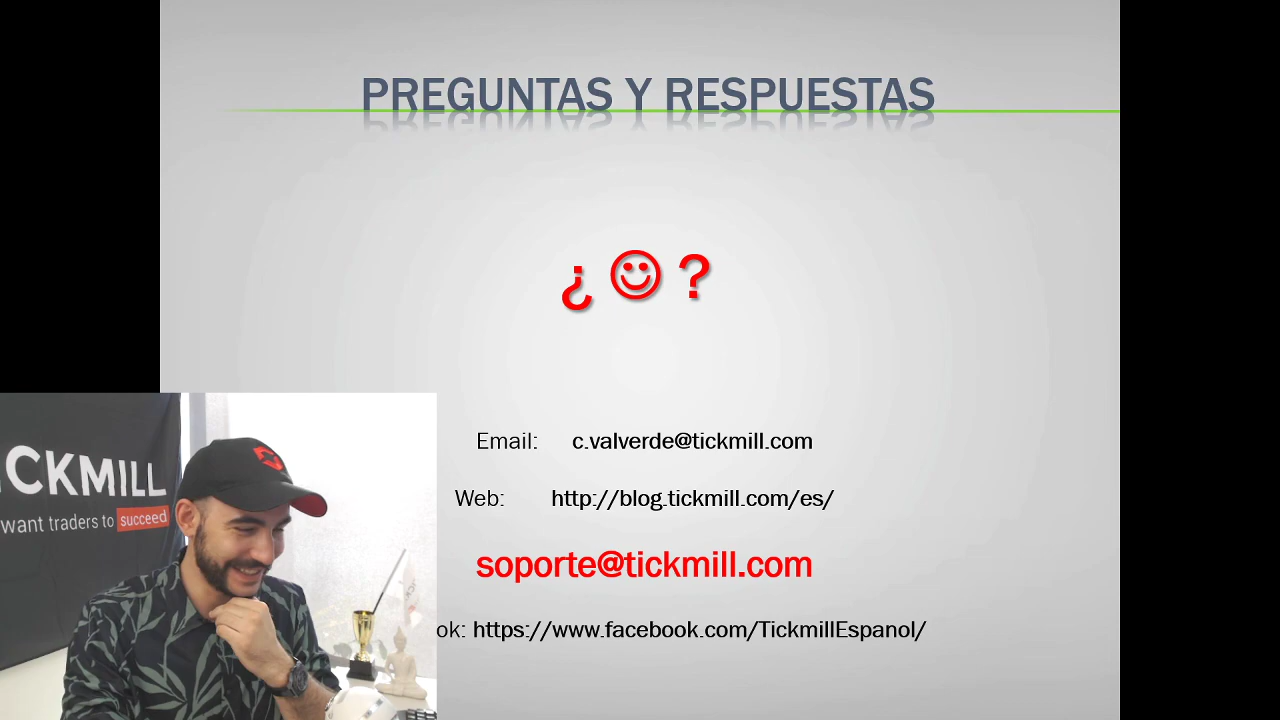 PREGUNTAS Y RESPUESTAS
¿ ☺ ?
Email: c.valverde@tickmill.com
Web: http://blog.tickmill.com/es/
soporte@tickmill.com
ok: https://www.facebook.com/TickmillEspanol/
ICKMILL
want traders to succeed